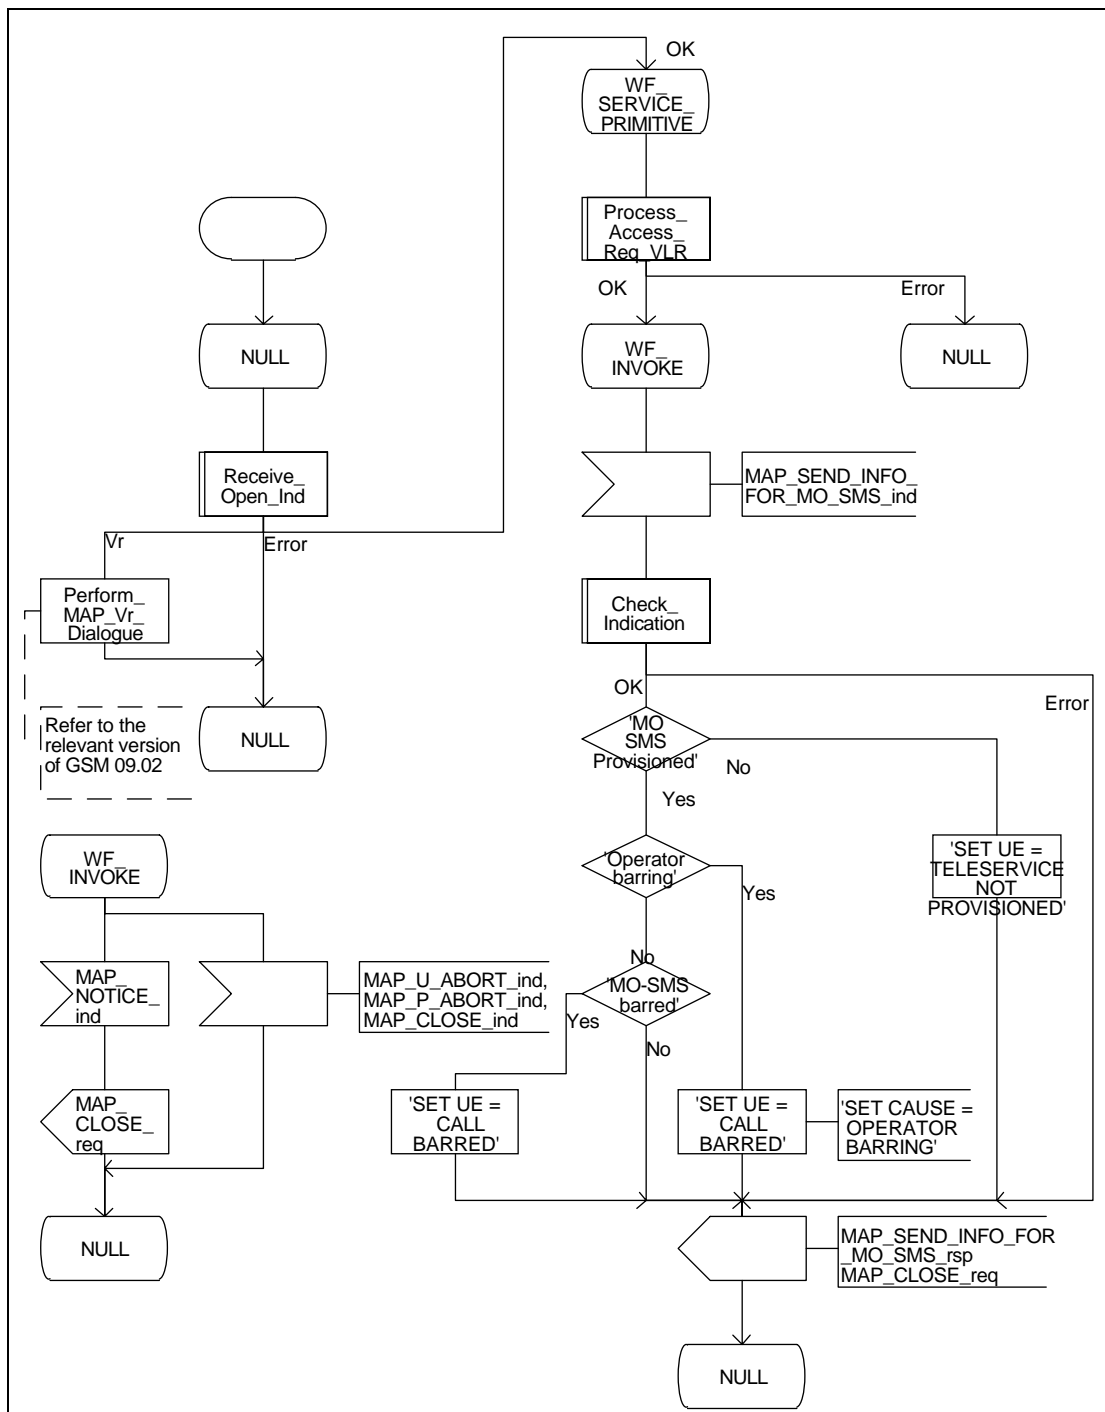 OK
WF_
SERVICE_
PRIMITIVE
Process_
Access_
Req_VLR
OK
Error
NULL
WF_
INVOKE
NULL
Receive_
Open_Ind
MAP_SEND_INFO_
FOR_MO_SMS_ind
Vr
Error
Perform_
MAP_Vr_
Dialogue
Check_
Indication
OK
Error
Refer to the
relevant version
of GSM 09.02
NULL
'MO
SMS
Provisioned'
No
Yes
WF_
INVOKE
'Operator
barring'
Yes
'SET UE =
TELESERVICE
NOT
PROVISIONED'
No
MAP_
NOTICE_
ind
MAP_U_ABORT_ind,
MAP_P_ABORT_ind,
MAP_CLOSE_ind
'MO-SMS
barred'
Yes
No
MAP_
CLOSE_
req
'SET UE =
CALL
BARRED'
'SET UE =
CALL
BARRED'
'SET CAUSE =
OPERATOR
BARRING'
NULL
MAP_SEND_INFO_FOR
_MO_SMS_rsp
MAP_CLOSE_req
NULL